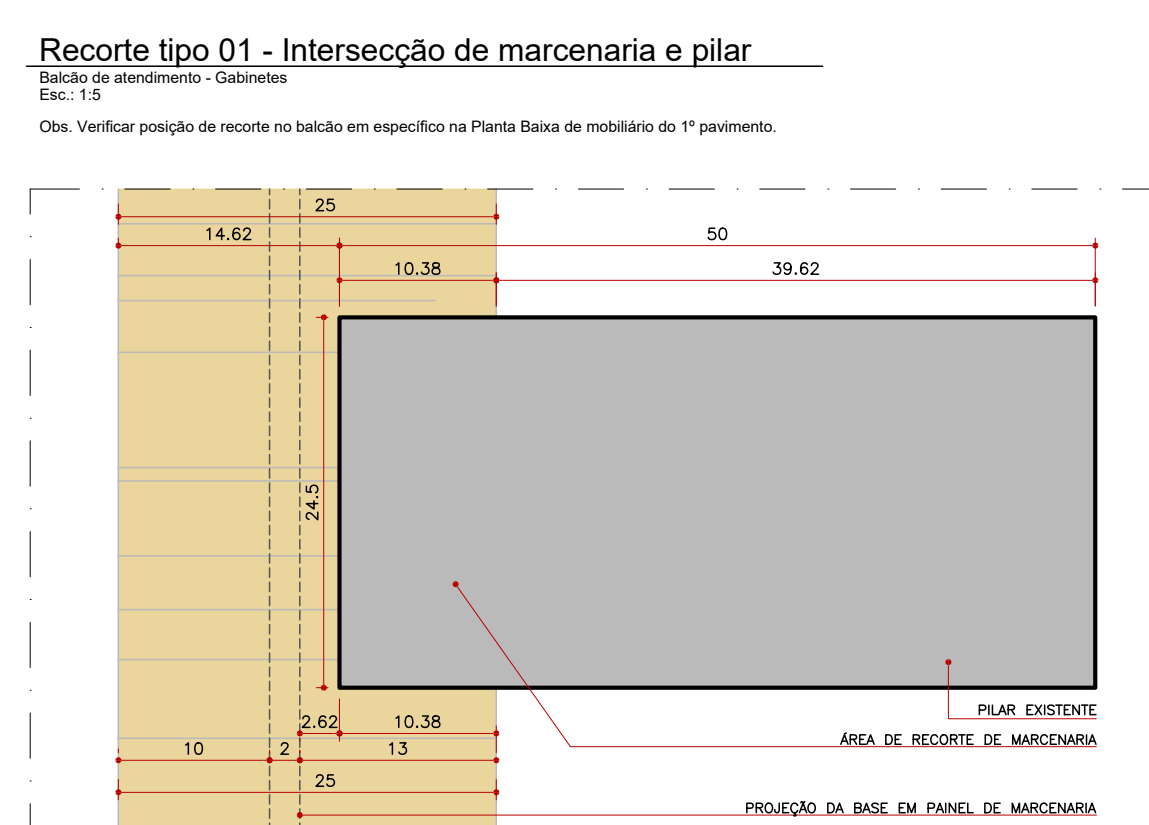 Recorte tipo 01 - Intersecção de marcenaria e pilar
Balcão de atendimento - Gabinetes
Esc.: 1:5
Obs. Verificar posição de recorte no balcão em específico na Planta Baixa de mobiliário do 1º pavimento.
25
14.62 50
10.38 39.62
24.5
PILAR EXISTENTE
2.62 10.38
ÁREA DE RECORTE DE MARCENARIA
10 2 13
25
PROJEÇÃO DA BASE EM PAINEL DE MARCENARIA